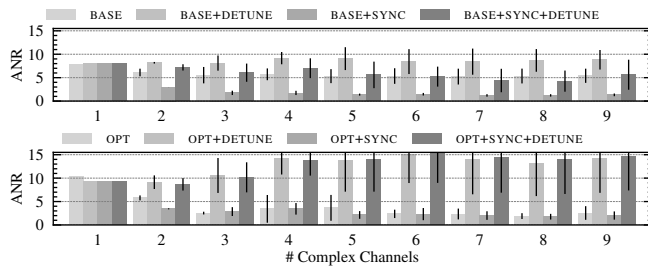 BASE BASE+DETUNE BASE+SYNC BASE+SYNC+DETUNE
15
10
5
0
ANR
1 2 3 4 5 6 7 8 9
OPT OPT+DETUNE OPT+SYNC OPT+SYNC+DETUNE
15
10
5
0
ANR
1 2 3 4 5 6 7 8 9
# Complex Channels